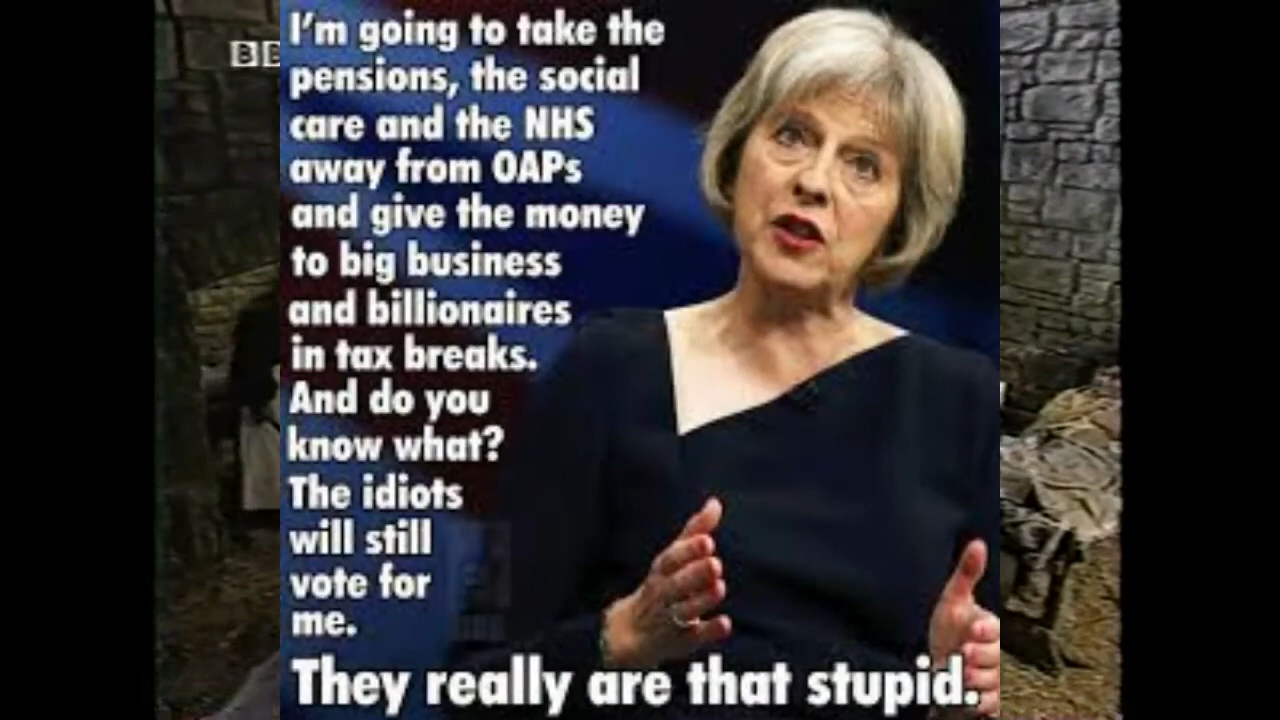 BB
I'm going to take the
pensions, the social
care and the NHS
away from OAPs
and give the money
to big business
and billionaires
in tax breaks.
And do you
know what?
The idiots
will still
vote for
me.
They really are that stupid.